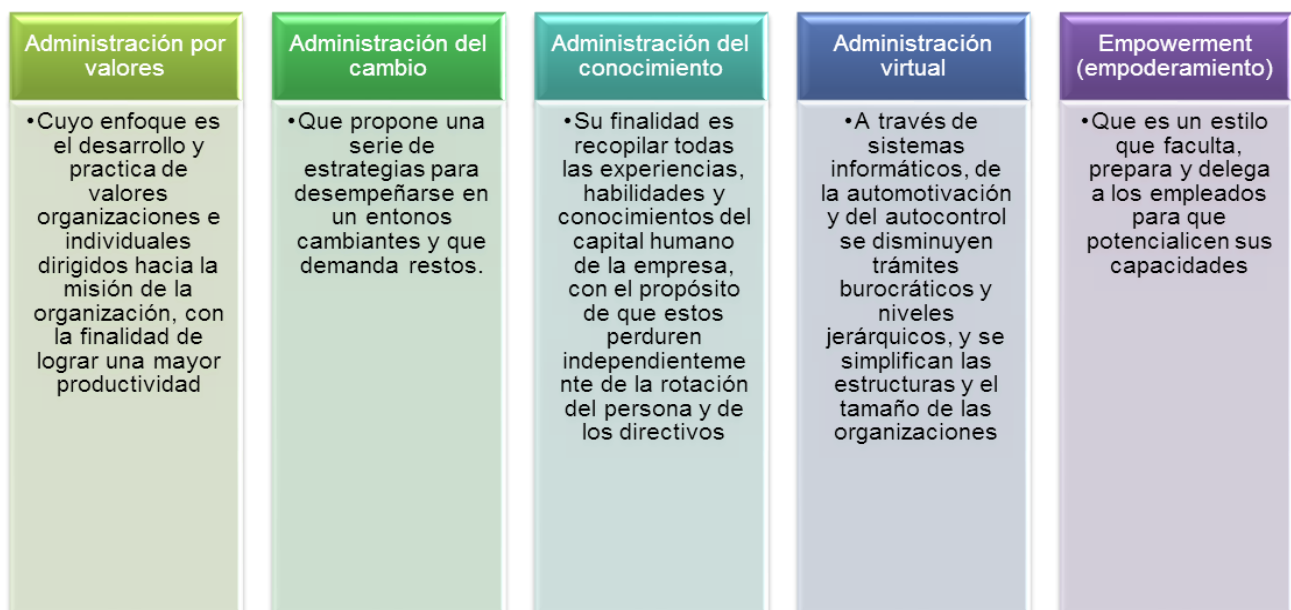 Administración por
valores
•Cuyo enfoque es
el desarrollo y
practica de
valores
organizaciones e
individuales
dirigidos hacia la
misión de la
organización, con
la finalidad de
lograr una mayor
productividad
Administración del
cambio
•Que propone una
serie de
estrategias para
desempeñarse en
un entonos
cambiantes y que
demanda restos.
Administración del
conocimiento
•Su finalidad es
recopilar todas
las experiencias,
habilidades y
conocimientos del
capital humano
de la empresa,
con el propósito
de que estos
perduren
independienteme
nte de la rotación
del persona y de
los directivos
Administración
virtual
•A través de
sistemas
informáticos, de
la automotivación
y del autocontrol
se disminuyen
trámites
burocráticos y
niveles
jerárquicos, y se
simplifican las
estructuras y el
tamaño de las
organizaciones
Empowerment
(empoderamiento)
•Que es un estilo
que faculta,
prepara y delega
a los empleados
para que
potencialicen sus
capacidades